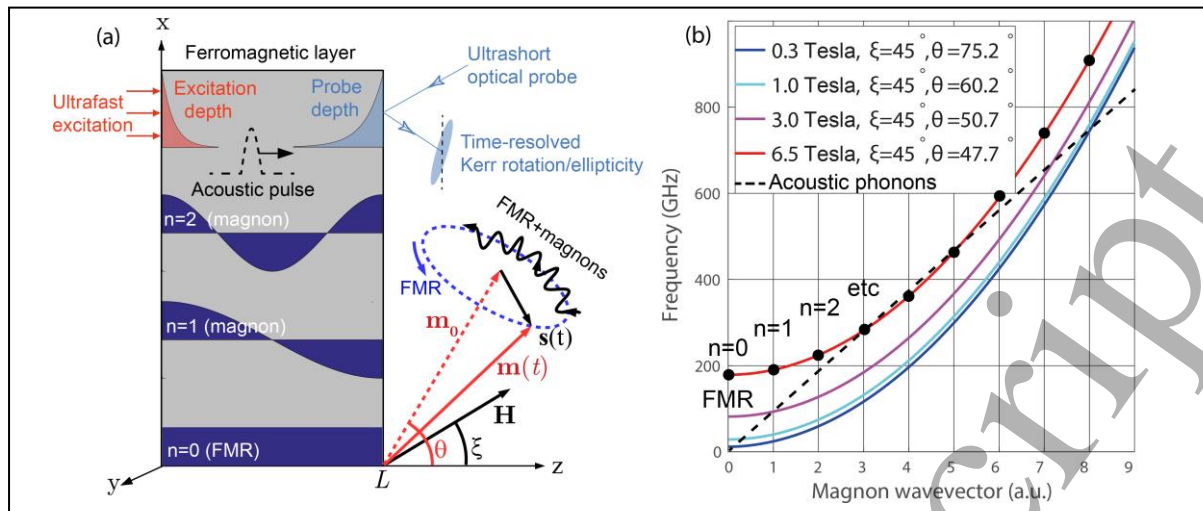 (a)
x
Ferromagnetic layer
Excitation depth
Probe depth
Ultrafast excitation
Ultrashort optical probe
Time-resolved Kerr rotation/ellipticity
Acoustic pulse
n=2 (magnon)
n=1 (magnon)
n=0 (FMR)
FMR+magnons
FMR
m₀
s(t)
m(t)
H
θ
ξ
L
z
y
(b)
0.3 Tesla, ξ=45°, θ=75.2°
1.0 Tesla, ξ=45°, θ=60.2°
3.0 Tesla, ξ=45°, θ=50.7°
6.5 Tesla, ξ=45°, θ=47.7°
Acoustic phonons
Frequency (GHz)
800
600
400
200
0
n=0
n=1
n=2
etc
FMR
0 1 2 3 4 5 6 7 8 9
Magnon wavevector (a.u.)
cript